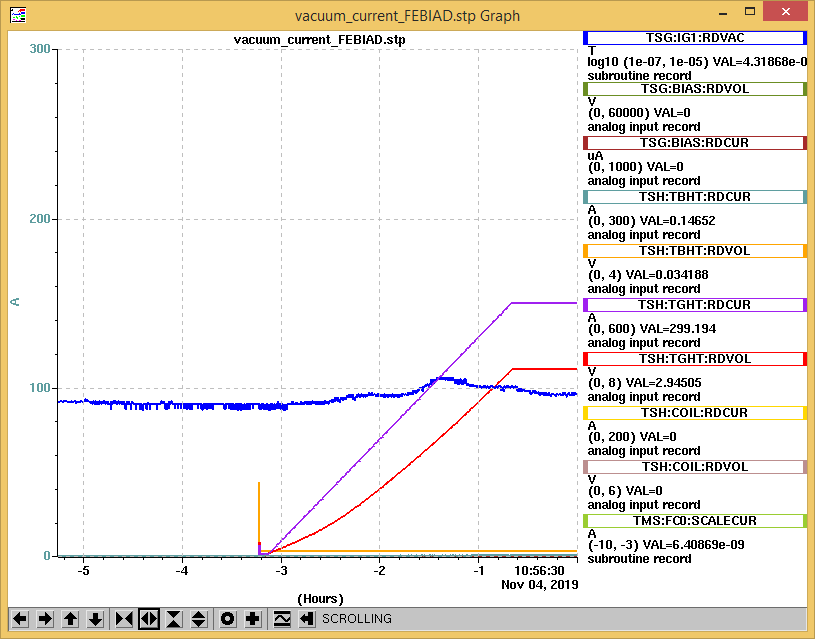 vacuum_current_FEBIAD.stp Graph
vacuum_current_FEBIAD.stp
300
200
A
100
0
-5
-4
-3
-2
-1
10:56:30
Nov 04, 2019
(Hours)
TSG:IG1:RDVAC
T
log10 (1e-07, 1e-05) VAL=4.31868e-0
subroutine record
TSG:BIAS:RDVOL
V
(0, 60000) VAL=0
analog input record
TSG:BIAS:RDCUR
uA
(0, 1000) VAL=0
analog input record
TSH:TBHT:RDCUR
A
(0, 300) VAL=0.14652
analog input record
TSH:TBHT:RDVOL
V
(0, 4) VAL=0.034188
analog input record
TSH:TGHT:RDCUR
A
(0, 600) VAL=299.194
analog input record
TSH:TGHT:RDVOL
V
(0, 8) VAL=2.94505
analog input record
TSH:COIL:RDCUR
A
(0, 200) VAL=0
analog input record
TSH:COIL:RDVOL
V
(0, 6) VAL=0
analog input record
TMS:FC0:SCALECUR
A
(-10, -3) VAL=6.40869e-09
subroutine record
SCROLLING